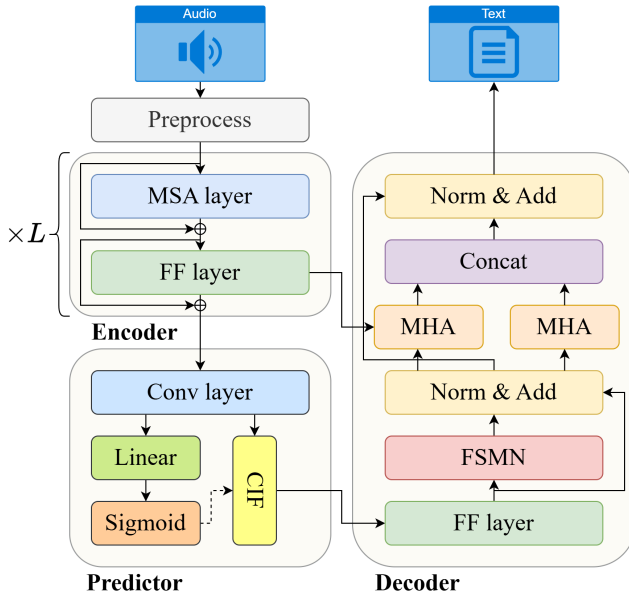 Audio
Text
Preprocess
MSA layer
×L
FF layer
Encoder
Conv layer
Linear
CIF
Sigmoid
Predictor
Norm & Add
Concat
MHA
MHA
Norm & Add
FSMN
FF layer
Decoder